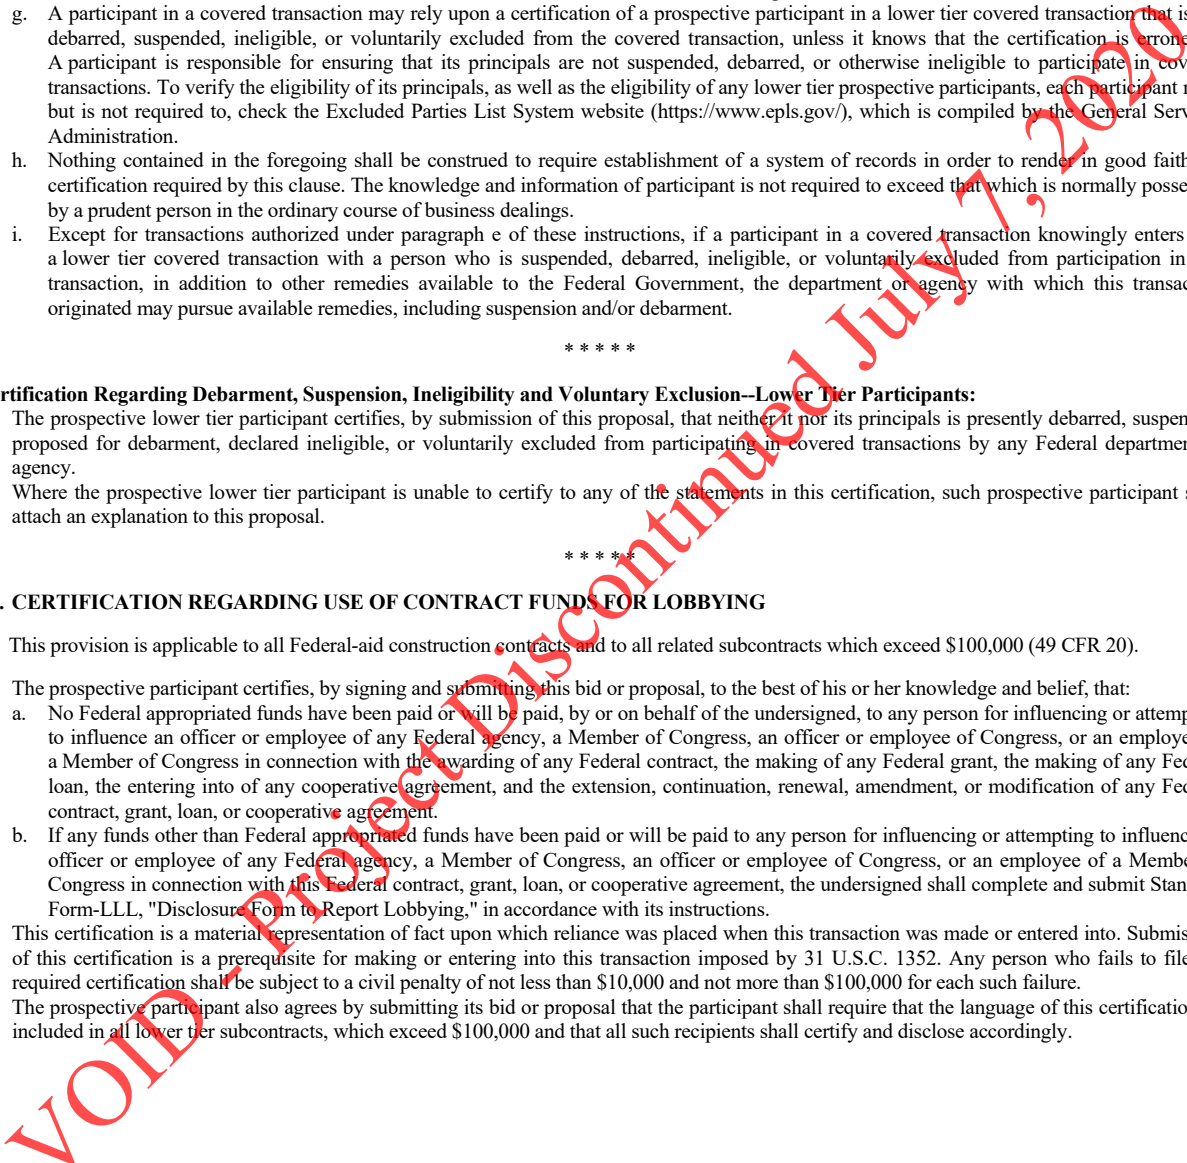 g. A participant in a covered transaction may rely upon a certification of a prospective participant in a lower tier covered transaction that is
debarred, suspended, ineligible, or voluntarily excluded from the covered transaction, unless it knows that the certification is errone
A participant is responsible for ensuring that its principals are not suspended, debarred, or otherwise ineligible to participate in cov
transactions. To verify the eligibility of its principals, as well as the eligibility of any lower tier prospective participants, each participant
but is not required to, check the Excluded Parties List System website (https://www.epls.gov/), which is compiled by the General Serv
Administration.
h. Nothing contained in the foregoing shall be construed to require establishment of a system of records in order to render in good faith
certification required by this clause. The knowledge and information of participant is not required to exceed that which is normally posse
by a prudent person in the ordinary course of business dealings.
i. Except for transactions authorized under paragraph e of these instructions, if a participant in a covered transaction knowingly enters
a lower tier covered transaction with a person who is suspended, debarred, ineligible, or voluntarily excluded from participation in
transaction, in addition to other remedies available to the Federal Government, the department or agency with which this transac
originated may pursue available remedies, including suspension and/or debarment.
* * * * *
rtification Regarding Debarment, Suspension, Ineligibility and Voluntary Exclusion--Lower Tier Participants:
The prospective lower tier participant certifies, by submission of this proposal, that neither it nor its principals is presently debarred, suspen
proposed for debarment, declared ineligible, or voluntarily excluded from participating in covered transactions by any Federal departmen
agency.
Where the prospective lower tier participant is unable to certify to any of the statements in this certification, such prospective participant s
attach an explanation to this proposal.
* * * * *
. CERTIFICATION REGARDING USE OF CONTRACT FUNDS FOR LOBBYING
This provision is applicable to all Federal-aid construction contracts and to all related subcontracts which exceed $100,000 (49 CFR 20).
The prospective participant certifies, by signing and submitting this bid or proposal, to the best of his or her knowledge and belief, that:
a. No Federal appropriated funds have been paid or will be paid, by or on behalf of the undersigned, to any person for influencing or attemp
to influence an officer or employee of any Federal agency, a Member of Congress, an officer or employee of Congress, or an employe
a Member of Congress in connection with the awarding of any Federal contract, the making of any Federal grant, the making of any Fed
loan, the entering into of any cooperative agreement, and the extension, continuation, renewal, amendment, or modification of any Fed
contract, grant, loan, or cooperative agreement.
b. If any funds other than Federal appropriated funds have been paid or will be paid to any person for influencing or attempting to influenc
officer or employee of any Federal agency, a Member of Congress, an officer or employee of Congress, or an employee of a Membe
Congress in connection with this Federal contract, grant, loan, or cooperative agreement, the undersigned shall complete and submit Stan
Form-LLL, "Disclosure Form to Report Lobbying," in accordance with its instructions.
This certification is a material representation of fact upon which reliance was placed when this transaction was made or entered into. Submis
of this certification is a prerequisite for making or entering into this transaction imposed by 31 U.S.C. 1352. Any person who fails to file
required certification shall be subject to a civil penalty of not less than $10,000 and not more than $100,000 for each such failure.
The prospective participant also agrees by submitting its bid or proposal that the participant shall require that the language of this certificatio
included in all lower tier subcontracts, which exceed $100,000 and that all such recipients shall certify and disclose accordingly.
VOID - Project Discontinued July 7, 2020